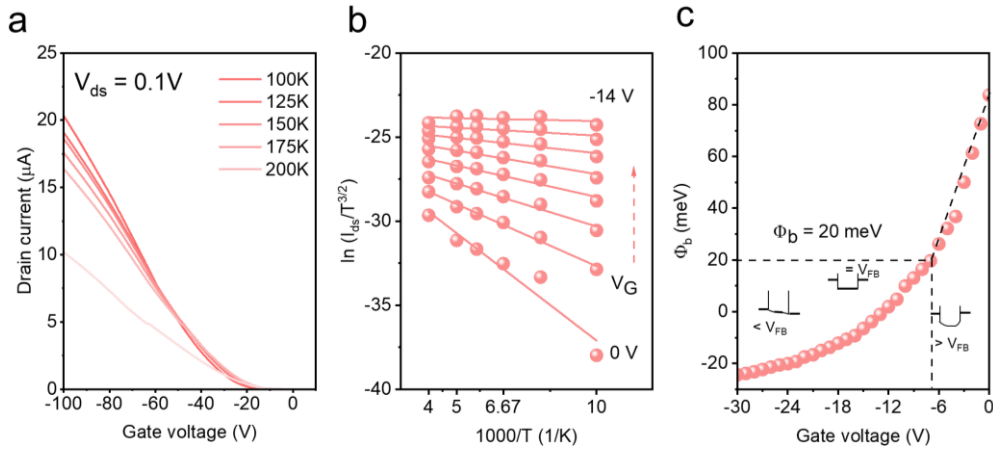 a
V_ds = 0.1V
100K
125K
150K
175K
200K
25
20
15
10
5
0
-100
-80
-60
-40
-20
0
Gate voltage (V)
Drain current (μA)
b
-14 V
V_G
0 V
-20
-25
-30
-35
-40
4
5
6.67
10
1000/T (1/K)
ln (I_ds/T^3/2)
c
Φ_b = 20 meV
= V_FB
< V_FB
> V_FB
100
80
60
40
20
0
-20
-30
-24
-18
-12
-6
0
Gate voltage (V)
Φ_b (meV)